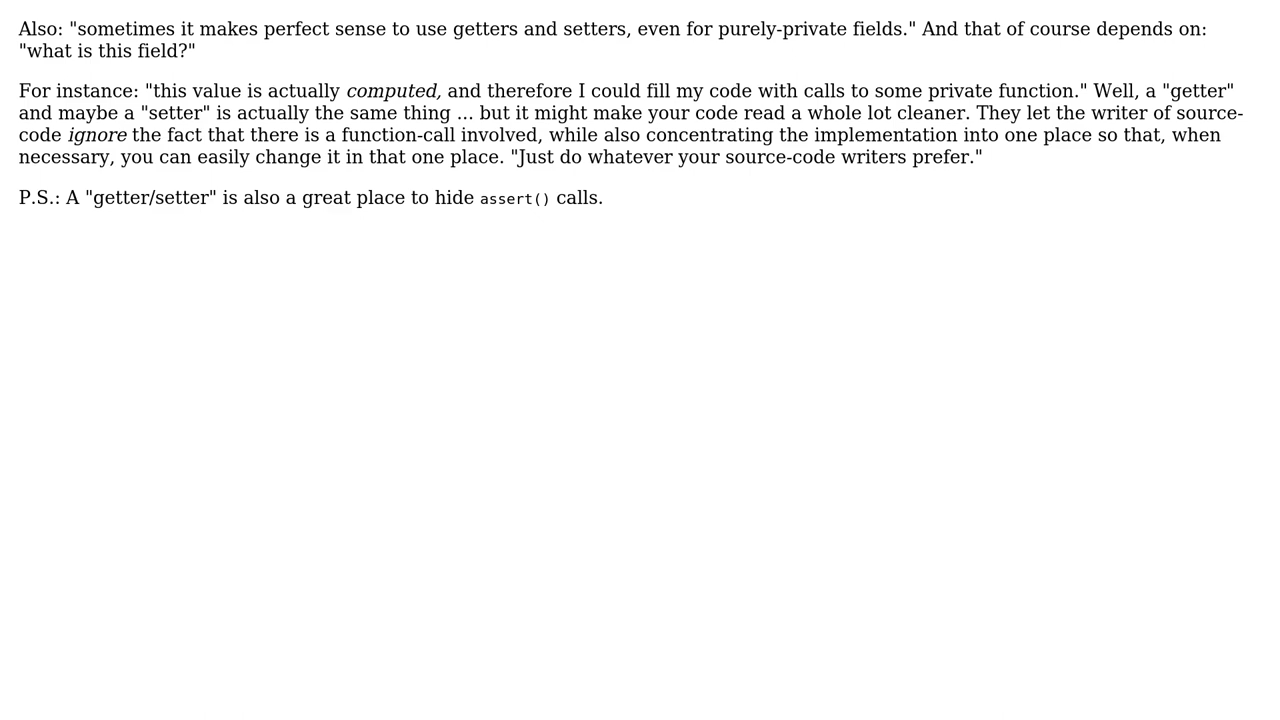 Also: "sometimes it makes perfect sense to use getters and setters, even for purely-private fields." And that of course depends on:
"what is this field?"
For instance: "this value is actually computed, and therefore I could fill my code with calls to some private function." Well, a "getter"
and maybe a "setter" is actually the same thing ... but it might make your code read a whole lot cleaner. They let the writer of source-
code ignore the fact that there is a function-call involved, while also concentrating the implementation into one place so that, when
necessary, you can easily change it in that one place. "Just do whatever your source-code writers prefer."
P.S.: A "getter/setter" is also a great place to hide assert() calls.